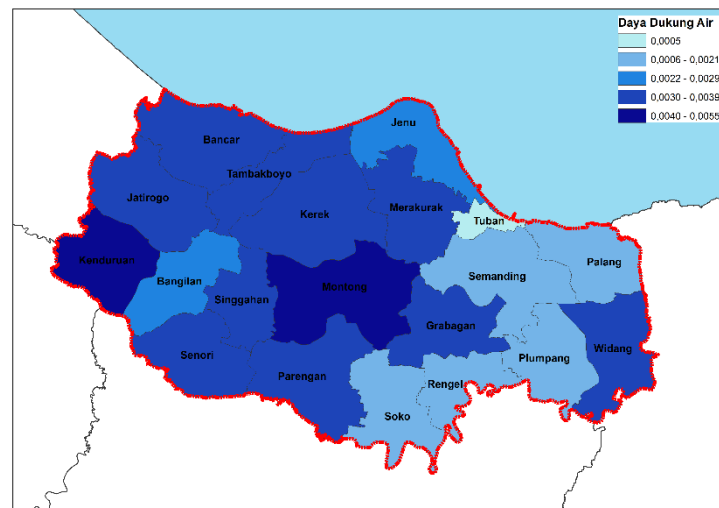 Daya Dukung Air
0,0005
0,0006 - 0,0021
0,0022 - 0,0029
0,0030 - 0,0039
0,0040 - 0,0055
Jenu
Bancar
Tambakboyo
Jatirogo
Kerek
Merakurak
Tuban
Kenduruan
Bangilan
Singgahan
Montong
Semanding
Palang
Grabagan
Senori
Parengan
Plumpang
Widang
Rengel
Soko